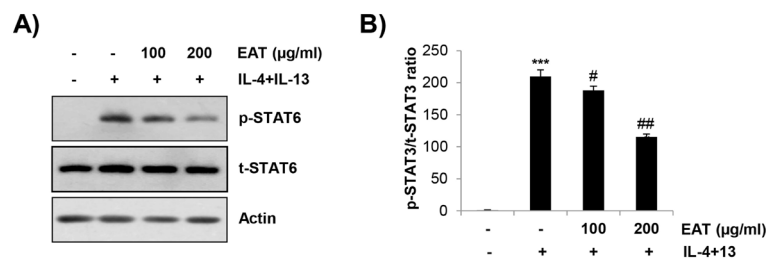 A)
- - 100 200 EAT (µg/ml)
- + + + IL-4+IL-13
p-STAT6
t-STAT6
Actin
B)
p-STAT3/t-STAT3 ratio
250
200
150
100
50
0
***
#
##
- - 100 200 EAT (µg/ml)
- + + + IL-4+13